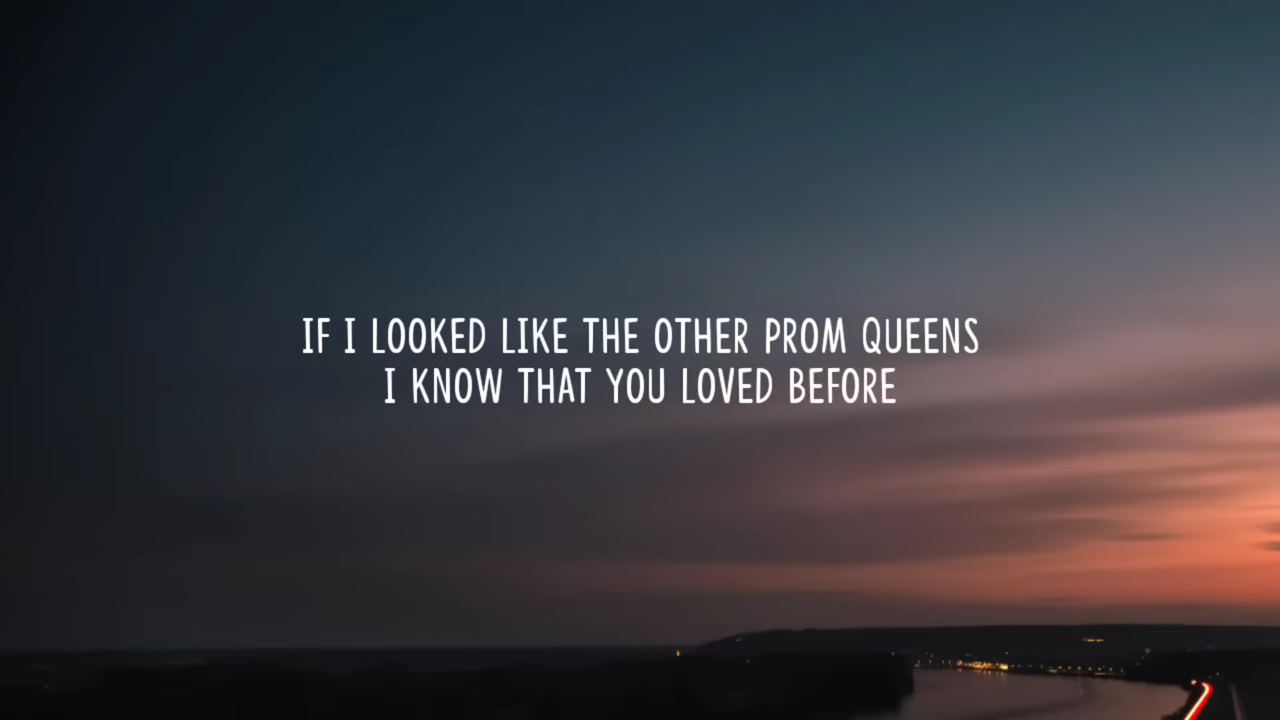 IF I LOOKED LIKE THE OTHER PROM QUEENS
I KNOW THAT YOU LOVED BEFORE